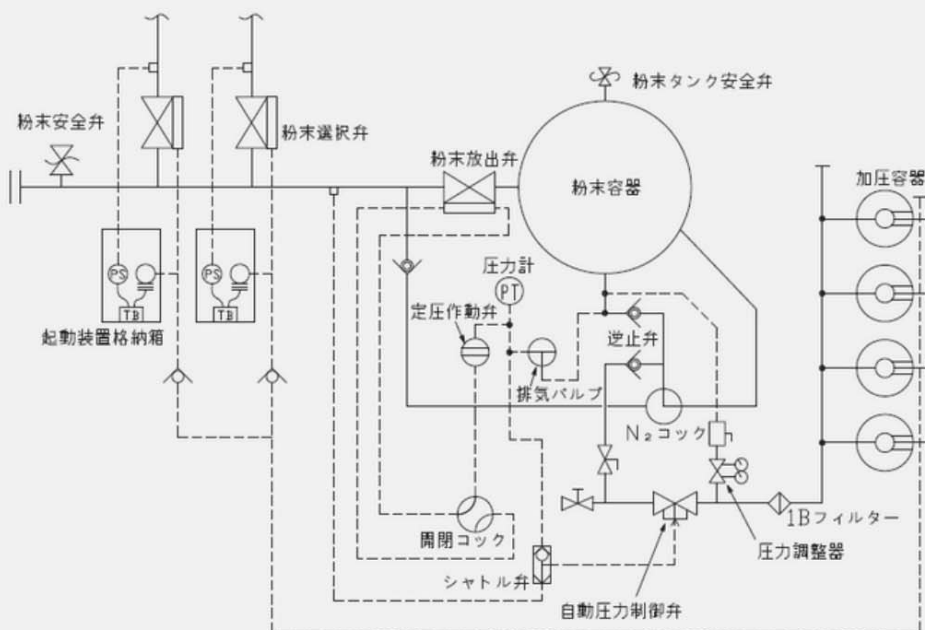 粉末タンク安全弁
粉末安全弁
粉末選択弁
粉末放出弁
粉末容器
加圧容器
圧力計
PT
定圧作動弁
逆止弁
排気バルブ
PS
TB
PS
TB
起動装置格納箱
N₂コック
開閉コック
1Bフィルター
圧力調整器
シャトル弁
自動圧力制御弁